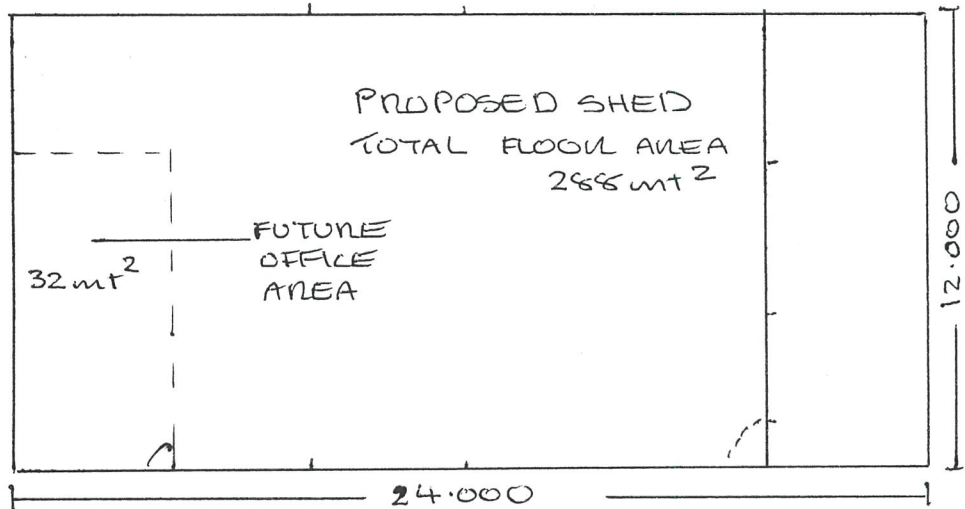 PROPOSED SHED
TOTAL FLOOR AREA
288 mt²
FUTURE
OFFICE
AREA
32 mt²
12.000
24.000